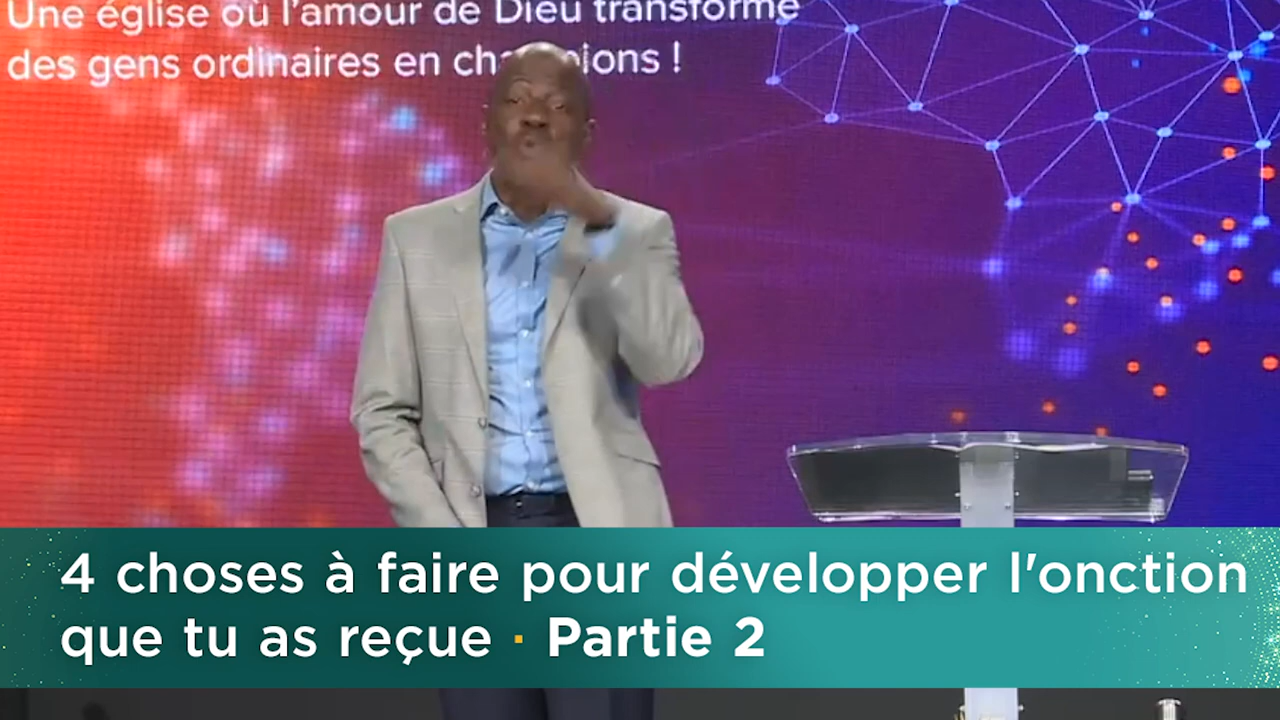 Une église où l'amour de Dieu transforme
des gens ordinaires en champions !
4 choses à faire pour développer l'onction
que tu as reçue · Partie 2